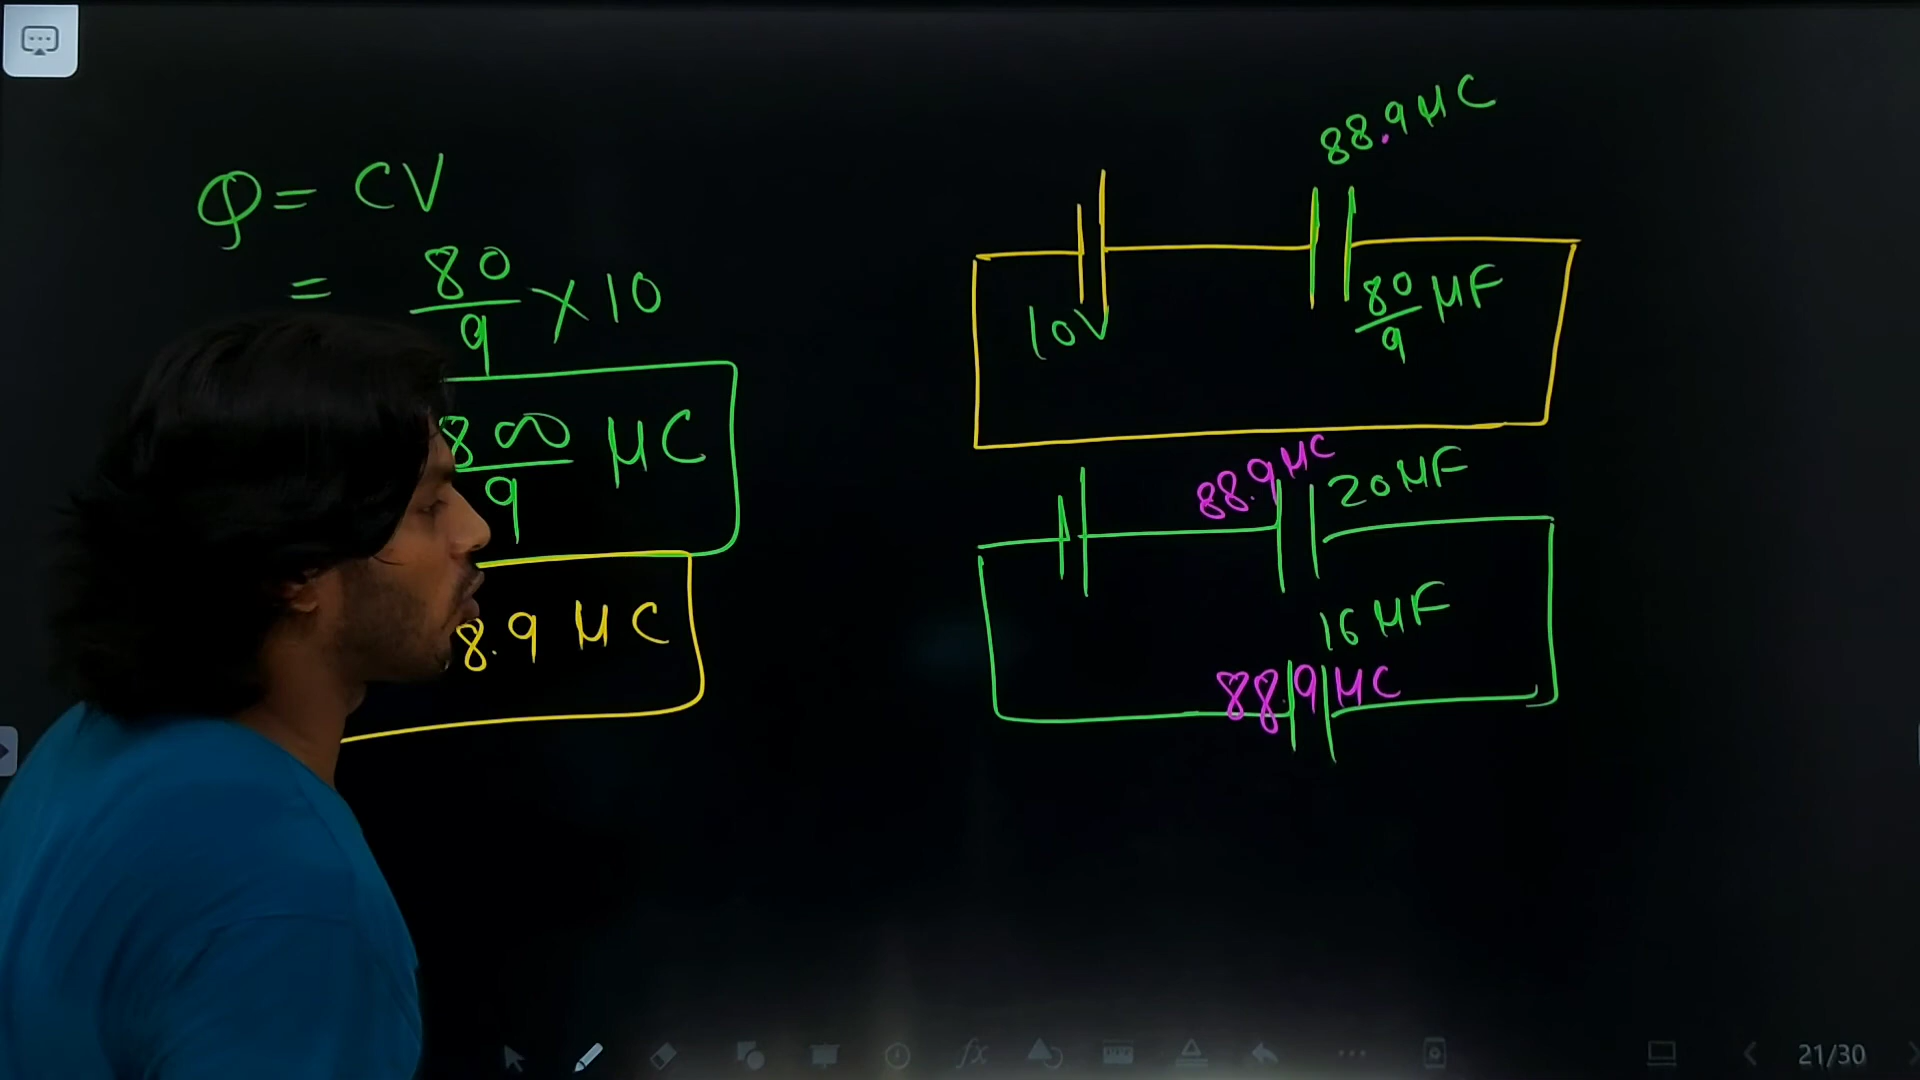 Q = CV
= 80/9 × 10
800/9 μC
8.9 μC
88.9 μC
10V
80/9 μF
88.9 μC
20 μF
16 μF
88.9 μC
21/30